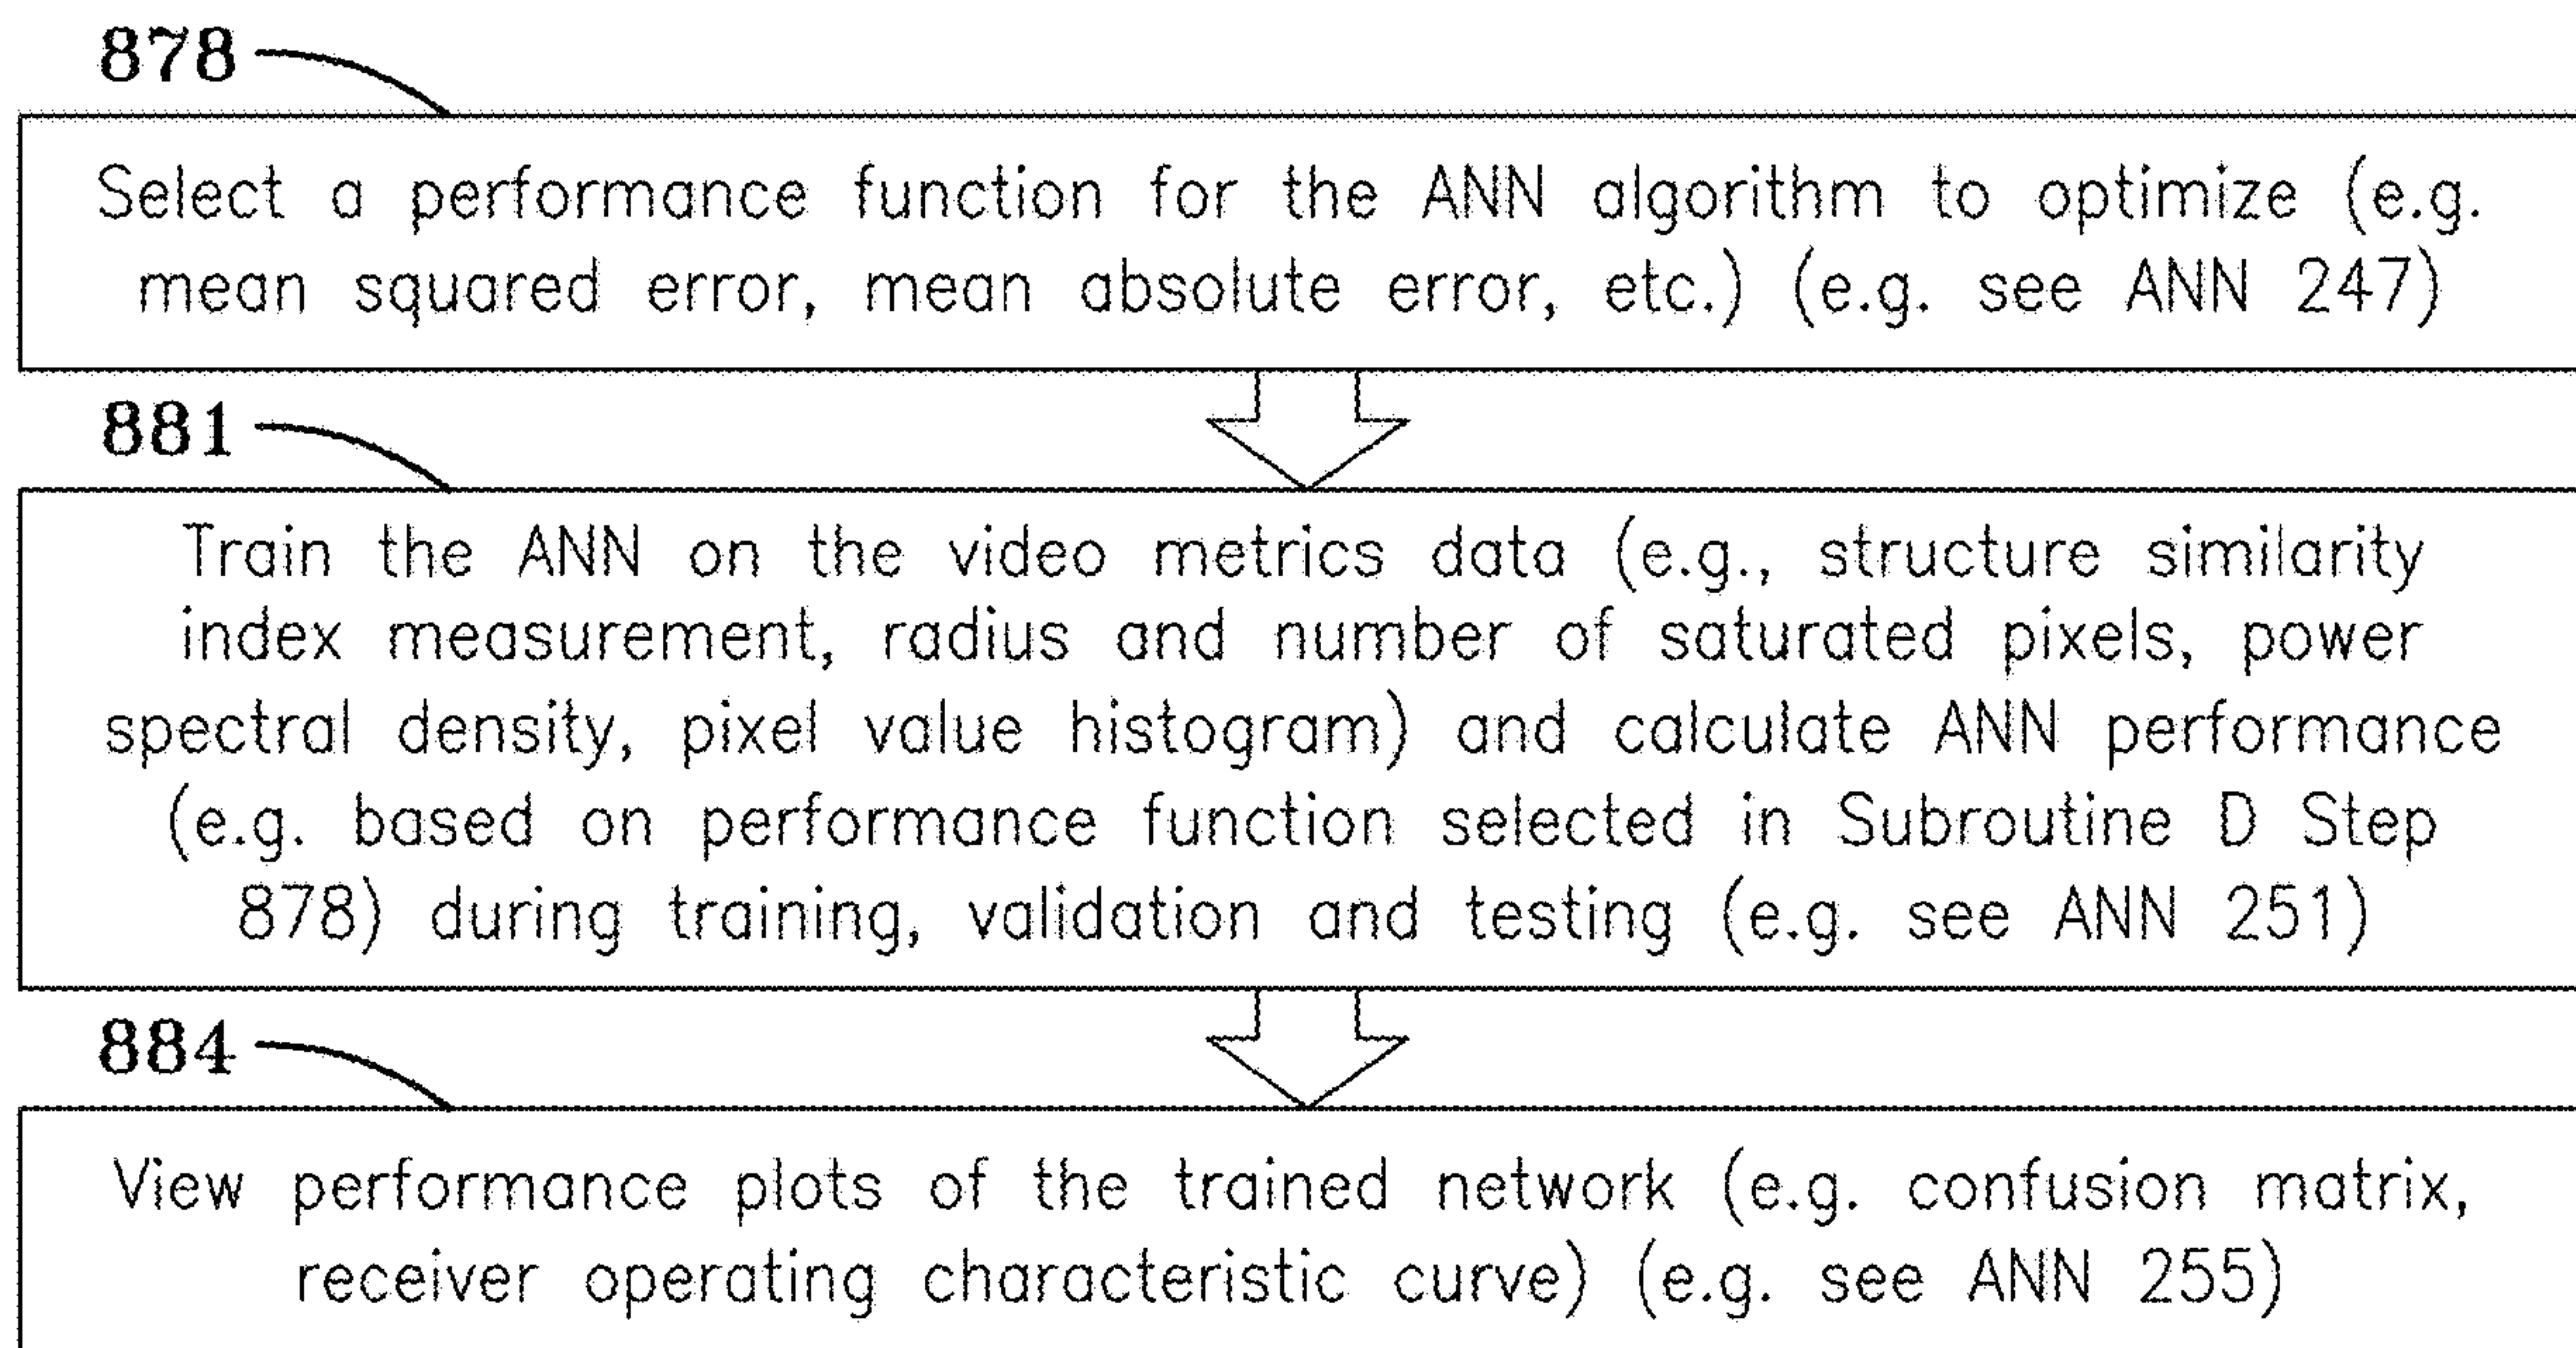 878
Select a performance function for the ANN algorithm to optimize (e.g.
mean squared error, mean absolute error, etc.) (e.g. see ANN 247)
881
Train the ANN on the video metrics data (e.g., structure similarity
index measurement, radius and number of saturated pixels, power
spectral density, pixel value histogram) and calculate ANN performance
(e.g. based on performance function selected in Subroutine D Step
878) during training, validation and testing (e.g. see ANN 251)
884
View performance plots of the trained network (e.g. confusion matrix,
receiver operating characteristic curve) (e.g. see ANN 255)